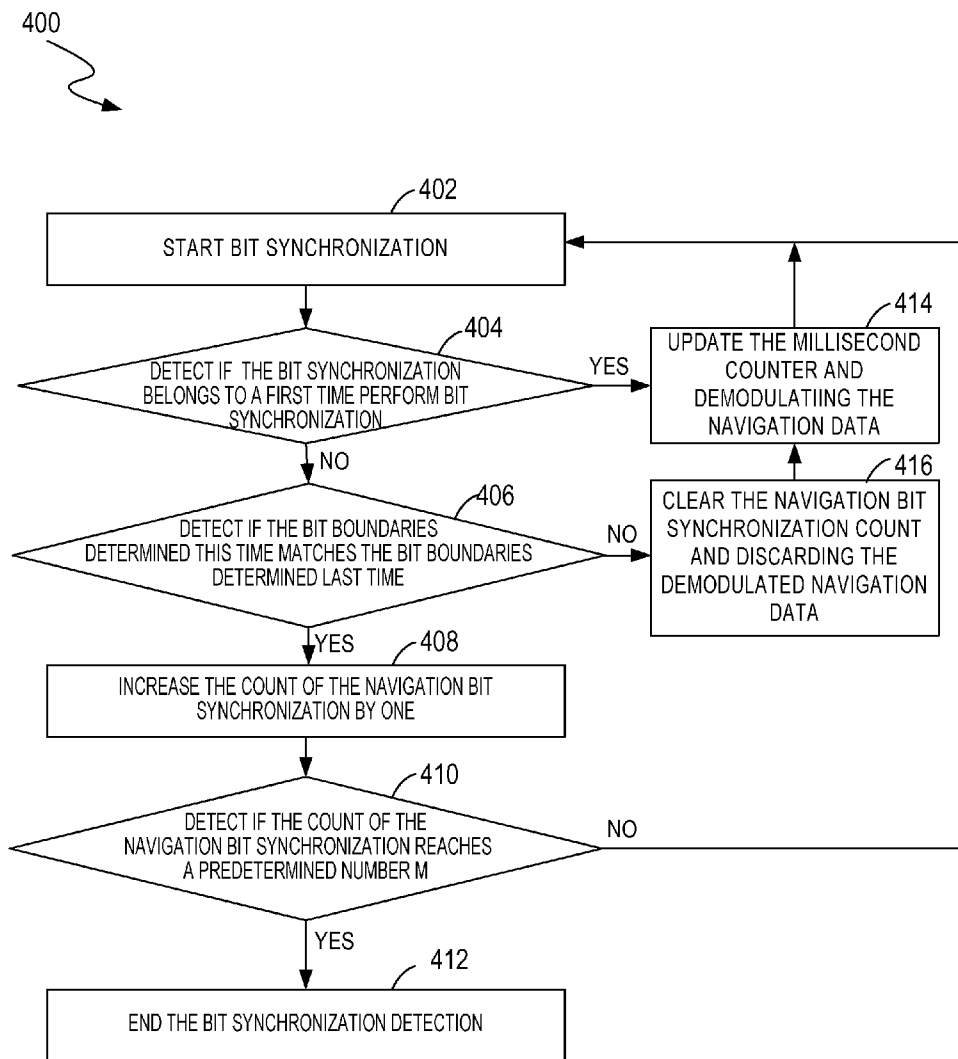 400
402
START BIT SYNCHRONIZATION
404
DETECT IF THE BIT SYNCHRONIZATION
BELONGS TO A FIRST TIME PERFORM BIT
SYNCHRONIZATION
YES
414
UPDATE THE MILLISECOND
COUNTER AND
DEMODULATIING THE
NAVIGATION DATA
NO
406
DETECT IF THE BIT BOUNDARIES
DETERMINED THIS TIME MATCHES THE BIT BOUNDARIES
DETERMINED LAST TIME
NO
416
CLEAR THE NAVIGATION BIT
SYNCHRONIZATION COUNT
AND DISCARDING THE
DEMODULATED NAVIGATION
DATA
YES
408
INCREASE THE COUNT OF THE NAVIGATION BIT
SYNCHRONIZATION BY ONE
410
DETECT IF THE COUNT OF THE
NAVIGATION BIT SYNCHRONIZATION REACHES
A PREDETERMINED NUMBER M
NO
YES
412
END THE BIT SYNCHRONIZATION DETECTION